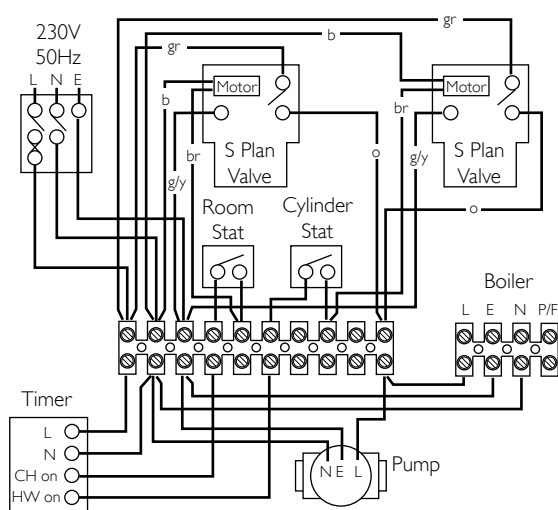 230V
50Hz
L N E
gr
b
gr
Motor
Motor
b
br
br
S Plan
Valve
S Plan
Valve
g/y
g/y
o
o
Room
Stat
Cylinder
Stat
Boiler
L E N P/F
Timer
L
N
CH on
HW on
N E L
Pump